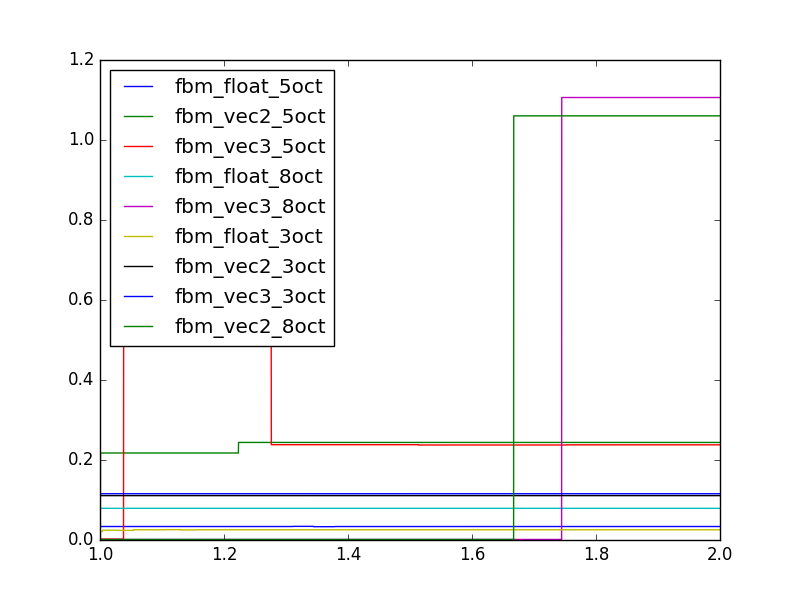 1.2
1.0
0.8
0.6
0.4
0.2
0.0
fbm_float_5oct
fbm_vec2_5oct
fbm_vec3_5oct
fbm_float_8oct
fbm_vec3_8oct
fbm_float_3oct
fbm_vec2_3oct
fbm_vec3_3oct
fbm_vec2_8oct
1.0 1.2 1.4 1.6 1.8 2.0